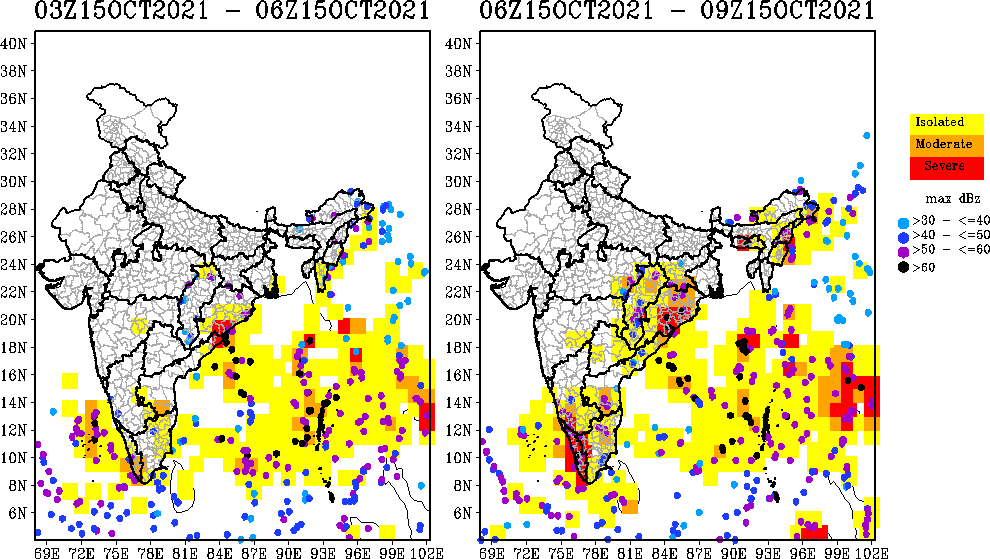 03Z15OCT2021 - 06Z15OCT2021
40N
38N
36N
34N
32N
30N
28N
26N
24N
22N
20N
18N
16N
14N
12N
10N
8N
6N
69E 72E 75E 78E 81E 84E 87E 90E 93E 96E 99E 102E
06Z15OCT2021 - 09Z15OCT2021
40N
38N
36N
34N
32N
30N
28N
26N
24N
22N
20N
18N
16N
14N
12N
10N
8N
6N
69E 72E 75E 78E 81E 84E 87E 90E 93E 96E 99E 102E
Isolated
Moderate
Severe
max dBz
>30 - <=40
>40 - <=50
>50 - <=60
>60